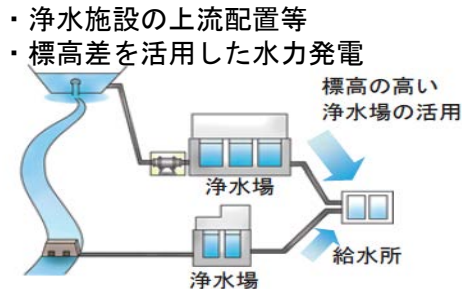 ・浄水施設の上流配置等
・標高差を活用した水力発電
標高の高い
浄水場の活用
浄水場
給水所
浄水場